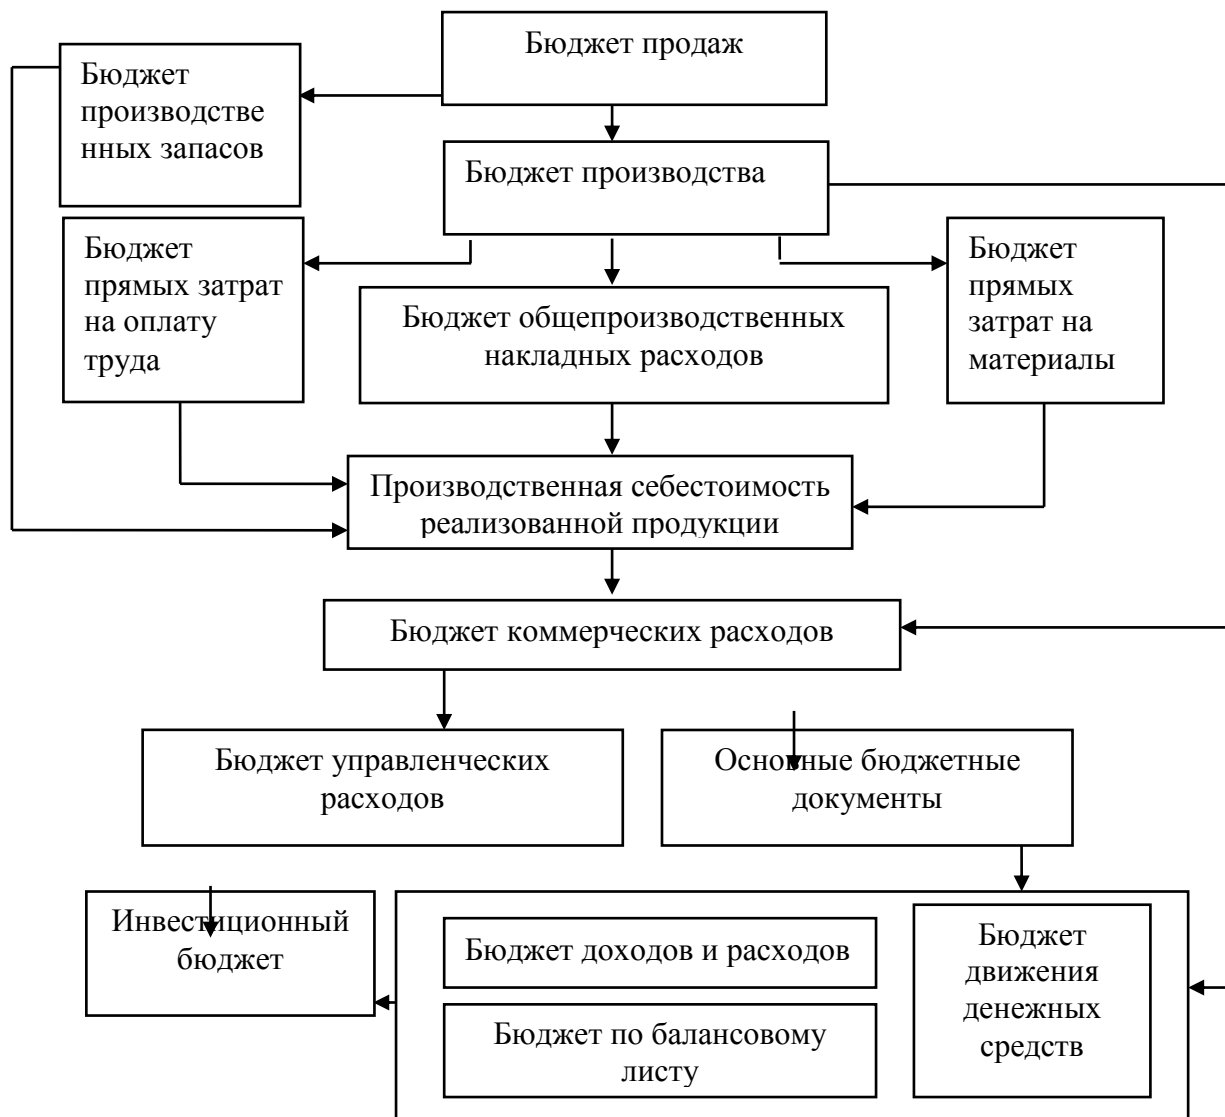 Бюджет продаж
Бюджет
производстве
нных запасов
Бюджет производства
Бюджет
прямых затрат
на оплату
труда
Бюджет общепроизводственных
накладных расходов
Бюджет
прямых
затрат на
материалы
Производственная себестоимость
реализованной продукции
Бюджет коммерческих расходов
Бюджет управленческих
расходов
Основные бюджетные
документы
Инвестиционный
бюджет
Бюджет доходов и расходов
Бюджет по балансовому
листу
Бюджет
движения
денежных
средств